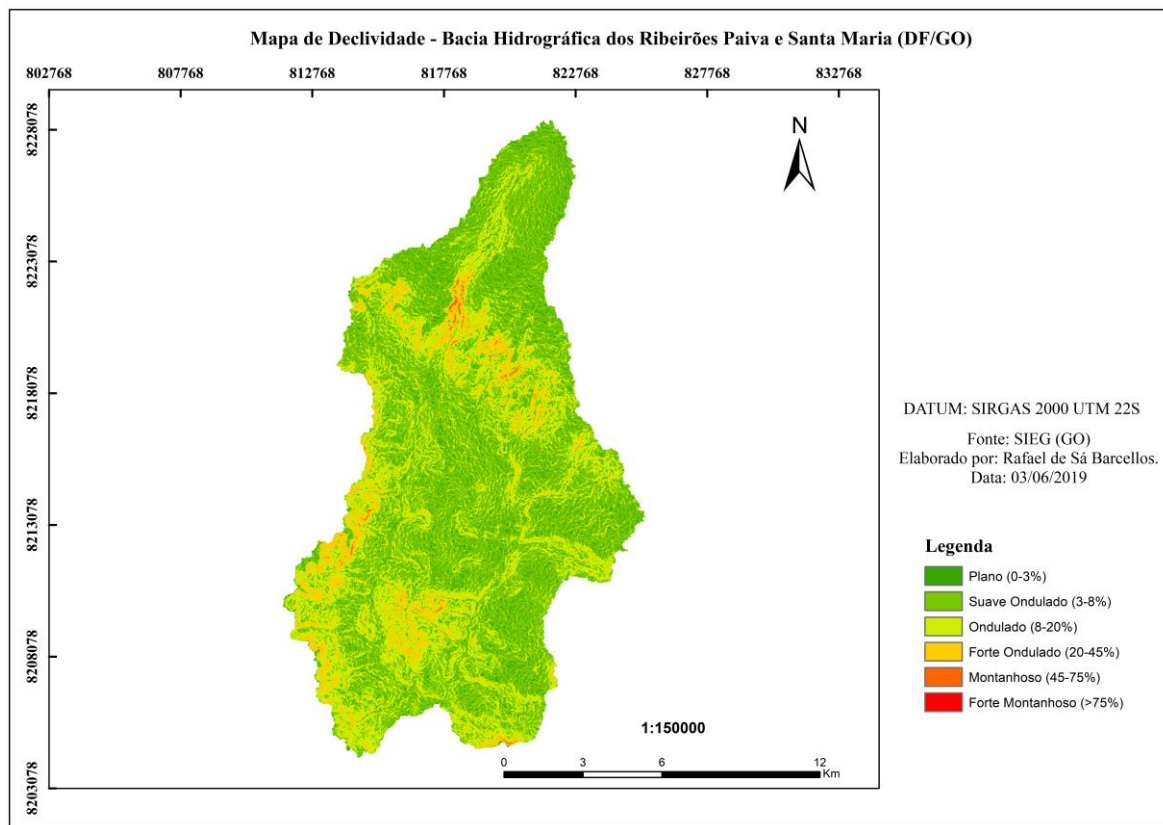 Mapa de Declividade - Bacia Hidrográfica dos Ribeirões Paiva e Santa Maria (DF/GO)
802768 807768 812768 817768 822768 827768 832768
8228078
8223078
8218078
8213078
8208078
8203078
N
DATUM: SIRGAS 2000 UTM 22S
Fonte: SIEG (GO)
Elaborado por: Rafael de Sá Barcellos.
Data: 03/06/2019
Legenda
Plano (0-3%)
Suave Ondulado (3-8%)
Ondulado (8-20%)
Forte Ondulado (20-45%)
Montanhoso (45-75%)
Forte Montanhoso (>75%)
1:150000
0 3 6 12
Km